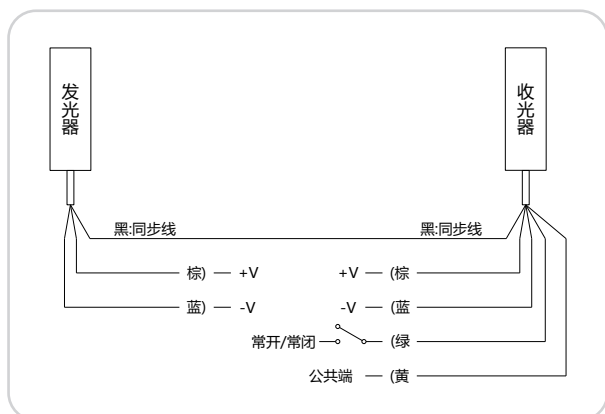 发光器
收光器
黑:同步线
黑:同步线
棕) — +V
+V — (棕
蓝) — -V
-V — (蓝
常开/常闭
(绿
公共端 — (黄